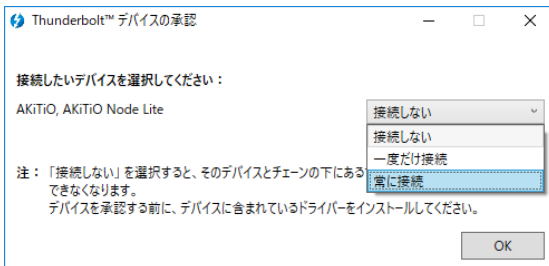 Thunderbolt™ デバイスの承認
接続したいデバイスを選択してください：
AKiTiO, AKiTiO Node Lite
接続しない
接続しない
一度だけ接続
常に接続
注： 「接続しない」を選択すると、そのデバイスとチェーンの下にある
できなくなります。
デバイスを承認する前に、デバイスに含まれているドライバーをインストールしてください。
OK